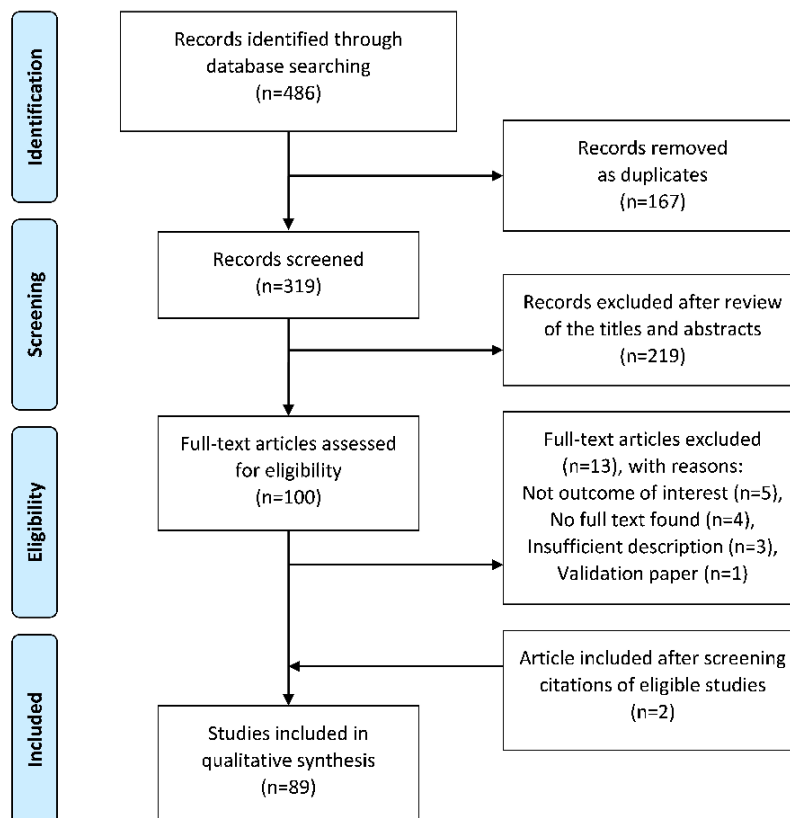 Identification
Records identified through
database searching
(n=486)
Records removed
as duplicates
(n=167)
Screening
Records screened
(n=319)
Records excluded after review
of the titles and abstracts
(n=219)
Eligibility
Full-text articles assessed
for eligibility
(n=100)
Full-text articles excluded
(n=13), with reasons:
Not outcome of interest (n=5),
No full text found (n=4),
Insufficient description (n=3),
Validation paper (n=1)
Included
Article included after screening
citations of eligible studies
(n=2)
Studies included in
qualitative synthesis
(n=89)